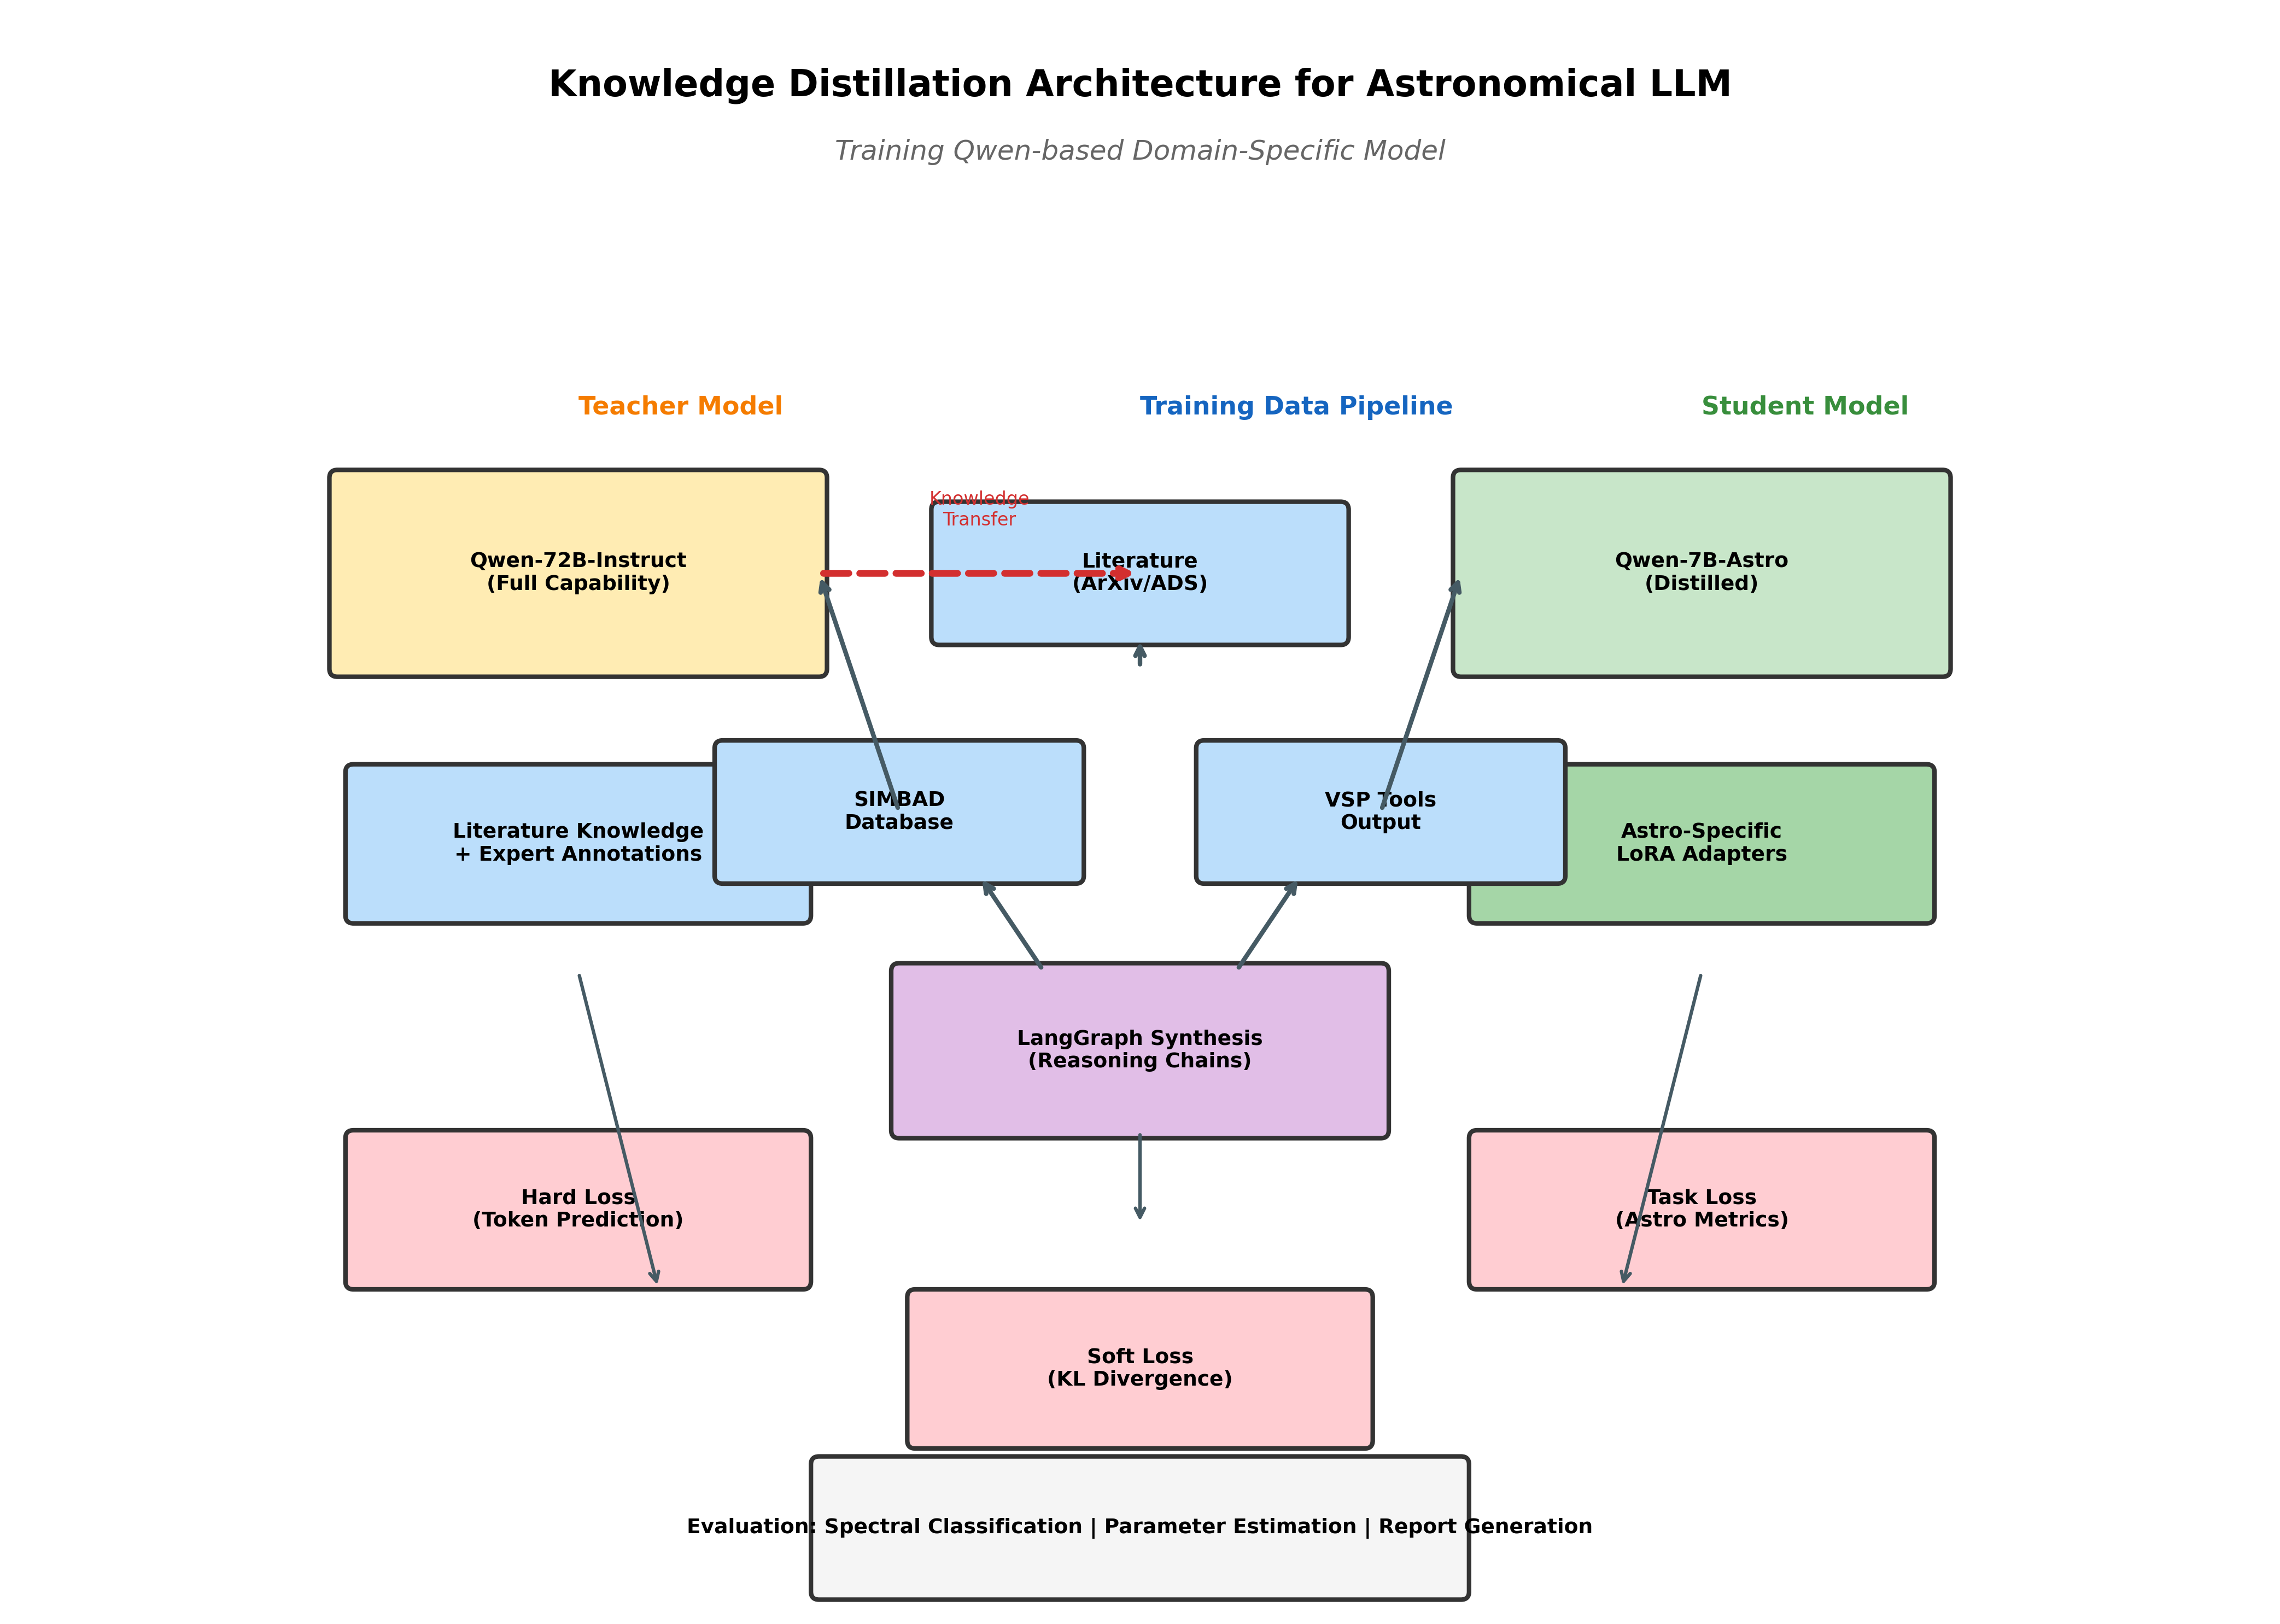 Knowledge Distillation Architecture for Astronomical LLM
Training Qwen-based Domain-Specific Model
Teacher Model
Training Data Pipeline
Student Model
Qwen-72B-Instruct
(Full Capability)
Knowledge
Transfer
Literature
(ArXiv/ADS)
Qwen-7B-Astro
(Distilled)
Literature Knowledge
+ Expert Annotations
SIMBAD
Database
VSP Tools
Output
Astro-Specific
LoRA Adapters
LangGraph Synthesis
(Reasoning Chains)
Hard Loss
(Token Prediction)
Task Loss
(Astro Metrics)
Soft Loss
(KL Divergence)
Evaluation: Spectral Classification | Parameter Estimation | Report Generation